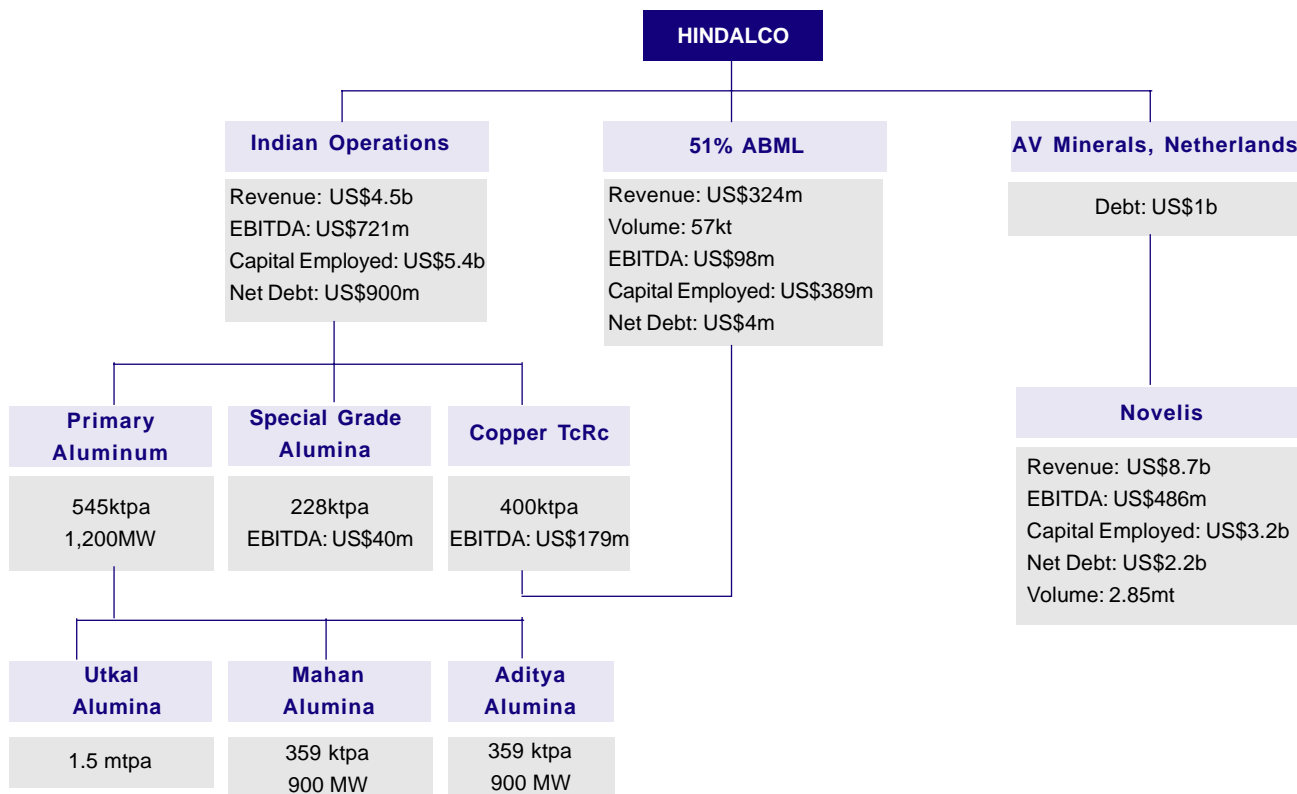 HINDALCO
Indian Operations
Revenue: US$4.5b
EBITDA: US$721m
Capital Employed: US$5.4b
Net Debt: US$900m
51% ABML
Revenue: US$324m
Volume: 57kt
EBITDA: US$98m
Capital Employed: US$389m
Net Debt: US$4m
AV Minerals, Netherlands
Debt: US$1b
Primary
Aluminum
545ktpa
1,200MW
Special Grade
Alumina
228ktpa
EBITDA: US$40m
Copper TcRc
400ktpa
EBITDA: US$179m
Novelis
Revenue: US$8.7b
EBITDA: US$486m
Capital Employed: US$3.2b
Net Debt: US$2.2b
Volume: 2.85mt
Utkal
Alumina
1.5 mtpa
Mahan
Alumina
359 ktpa
900 MW
Aditya
Alumina
359 ktpa
900 MW